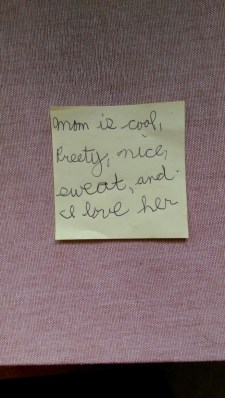 Mom is cool,
Preety, nice,
sweat, and
I love her